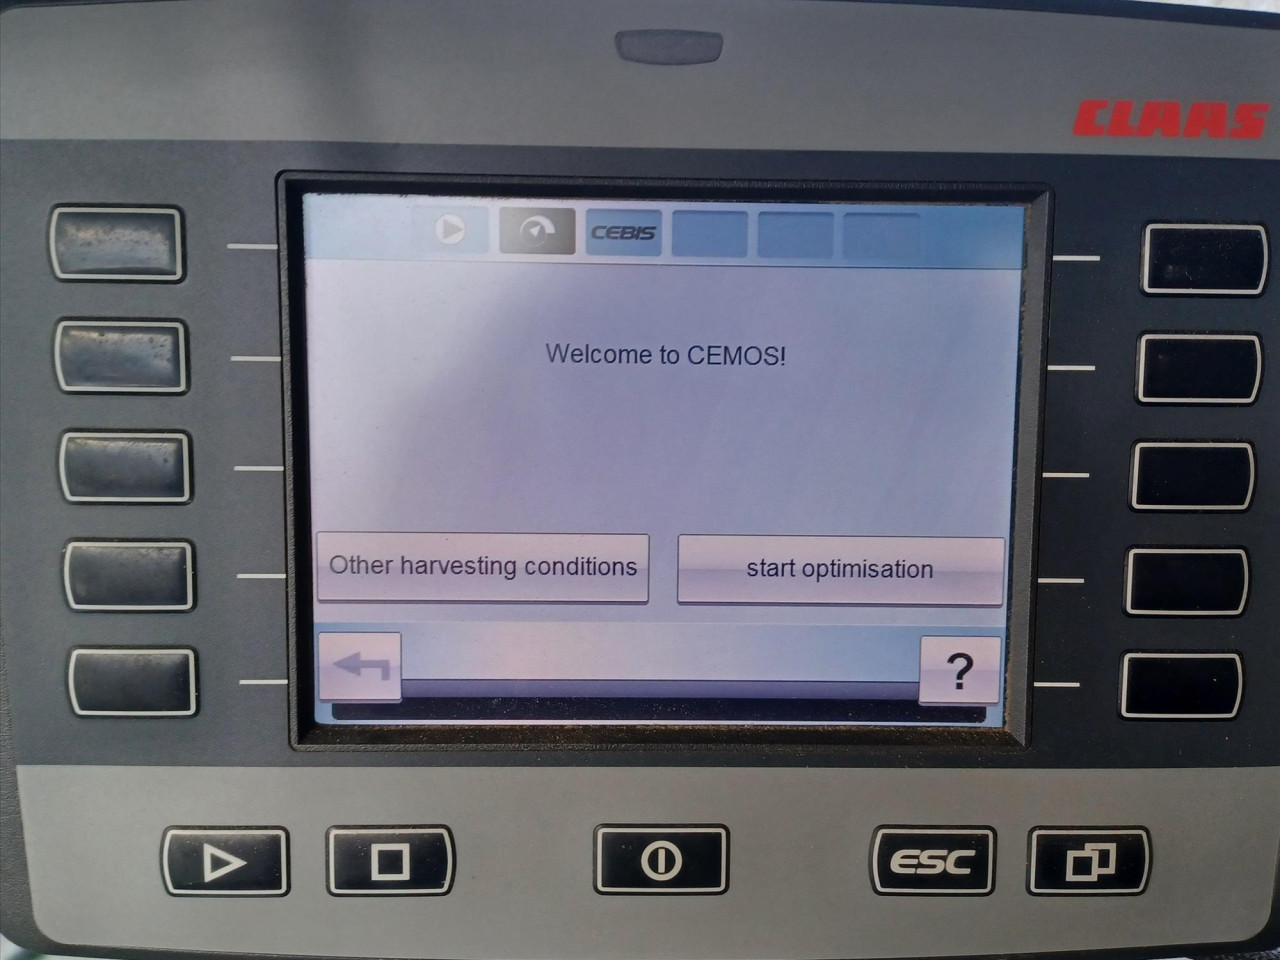 CLAAS
CEBIS
Welcome to CEMOS!
Other harvesting conditions
start optimisation
?
ESC